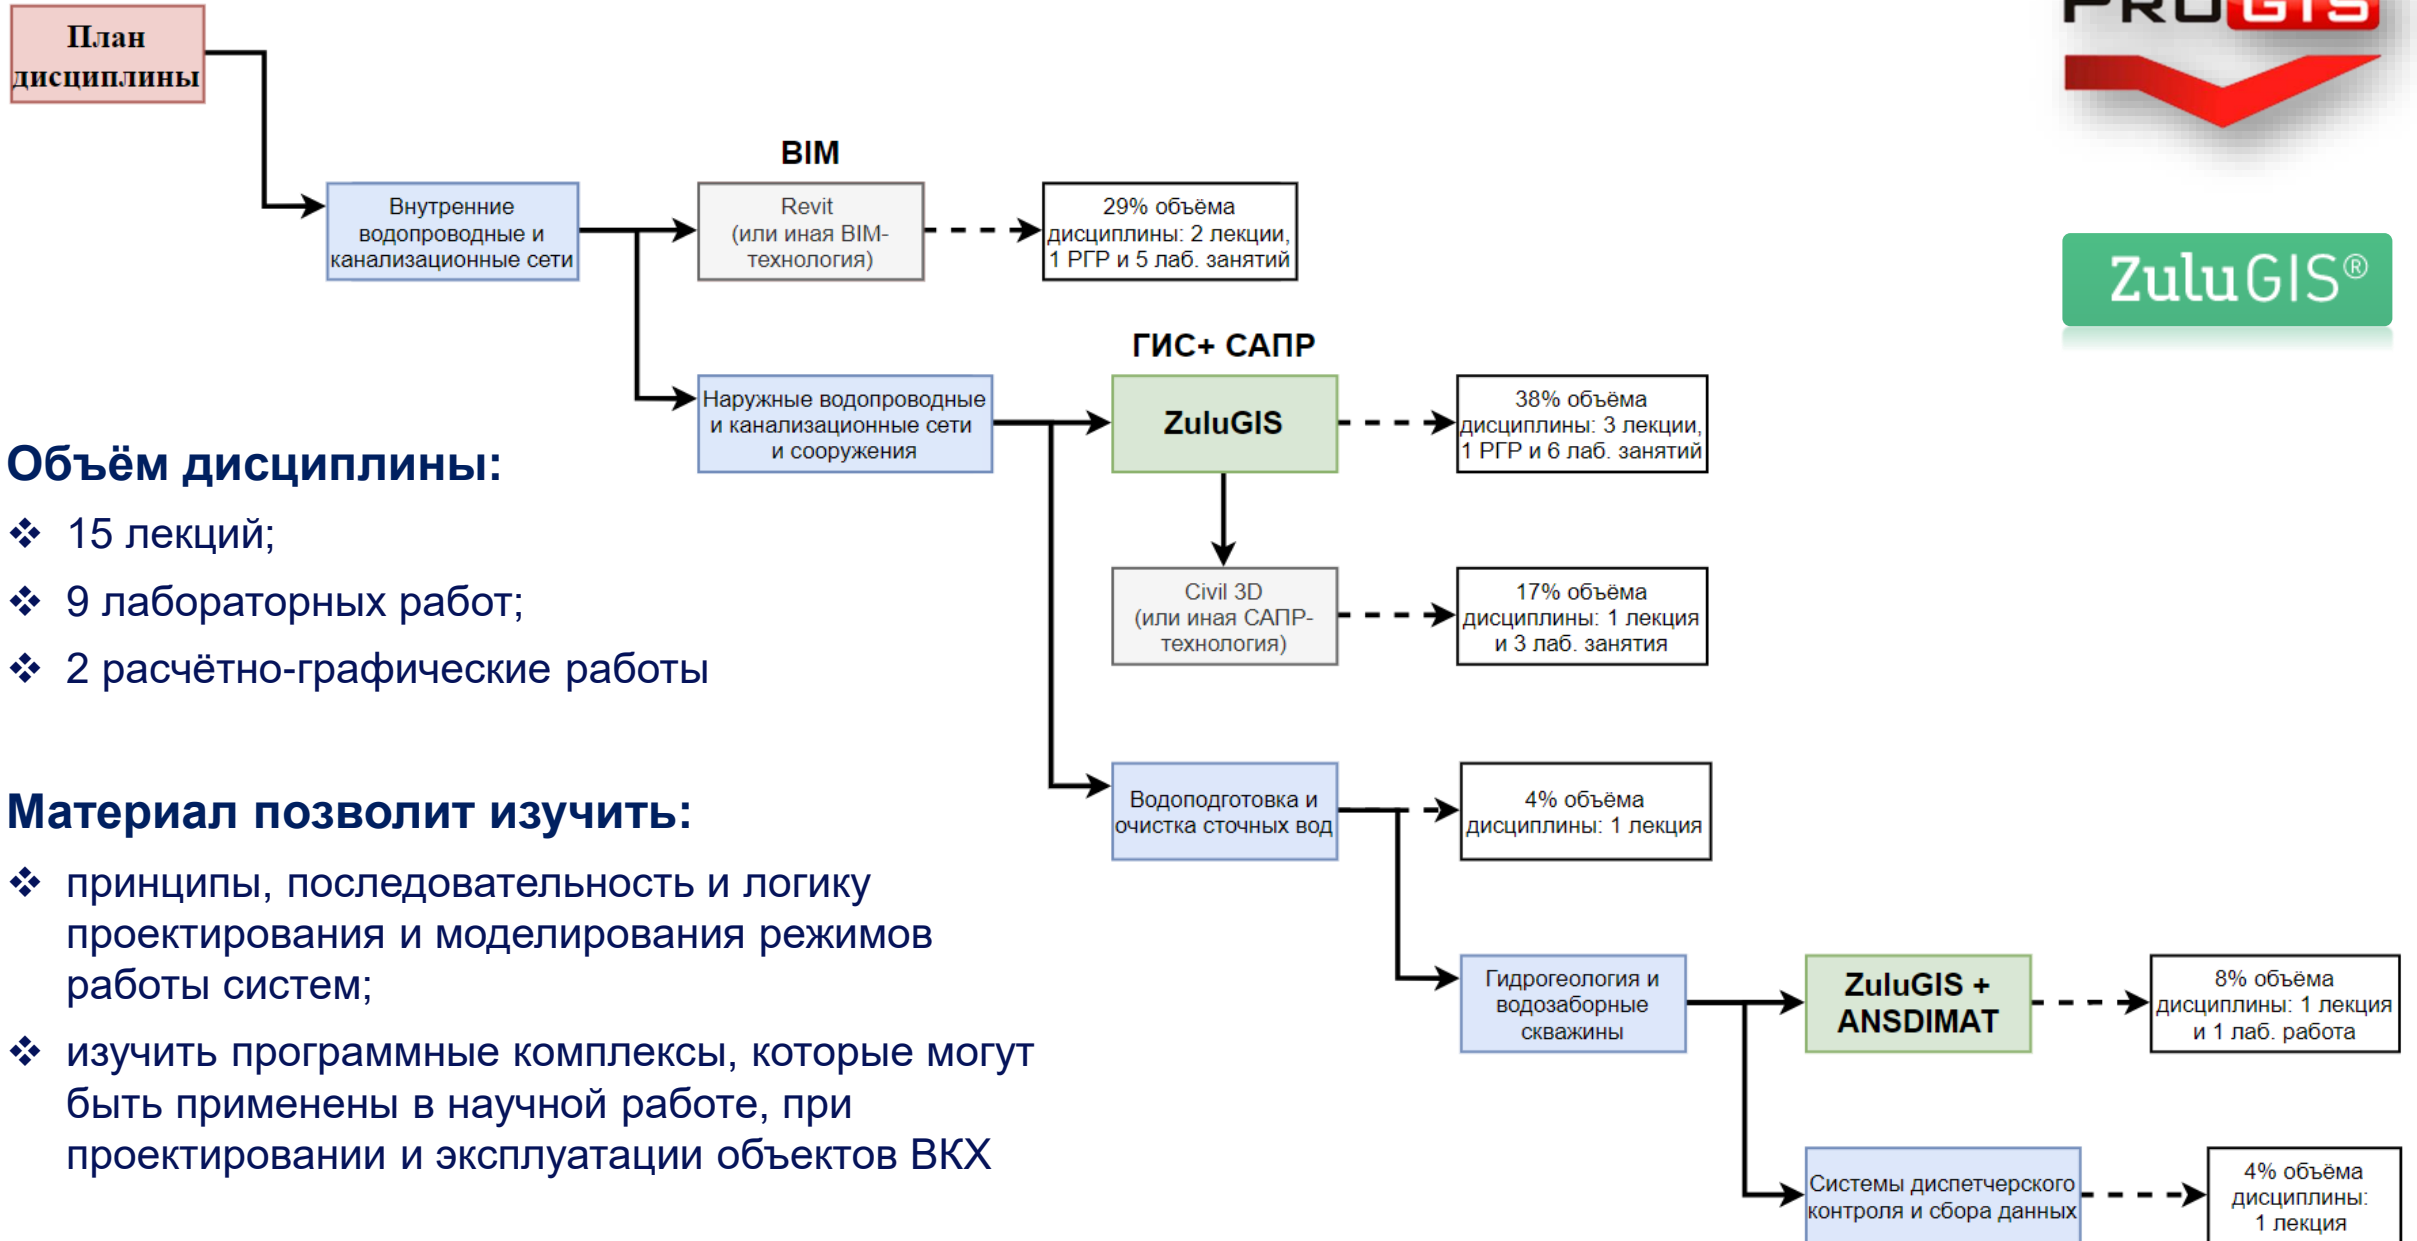 План
дисциплины
PROGIS
BIM
Внутренние
водопроводные и
канализационные сети
Revit
(или иная BIM-
технология)
29% объёма
дисциплины: 2 лекции,
1 РГР и 5 лаб. занятий
ZuluGIS®
ГИС+ САПР
Наружные водопроводные
и канализационные сети
и сооружения
ZuluGIS
38% объёма
дисциплины: 3 лекции,
1 РГР и 6 лаб. занятий
Civil 3D
(или иная САПР-
технология)
17% объёма
дисциплины: 1 лекция
и 3 лаб. занятия
Водоподготовка и
очистка сточных вод
4% объёма
дисциплины: 1 лекция
Гидрогеология и
водозаборные
скважины
ZuluGIS +
ANSDIMAT
8% объёма
дисциплины: 1 лекция
и 1 лаб. работа
Системы диспетчерского
контроля и сбора данных
4% объёма
дисциплины:
1 лекция
Объём дисциплины:
❖ 15 лекций;
❖ 9 лабораторных работ;
❖ 2 расчётно-графические работы
Материал позволит изучить:
❖ принципы, последовательность и логику
проектирования и моделирования режимов
работы систем;
❖ изучить программные комплексы, которые могут
быть применены в научной работе, при
проектировании и эксплуатации объектов ВКХ